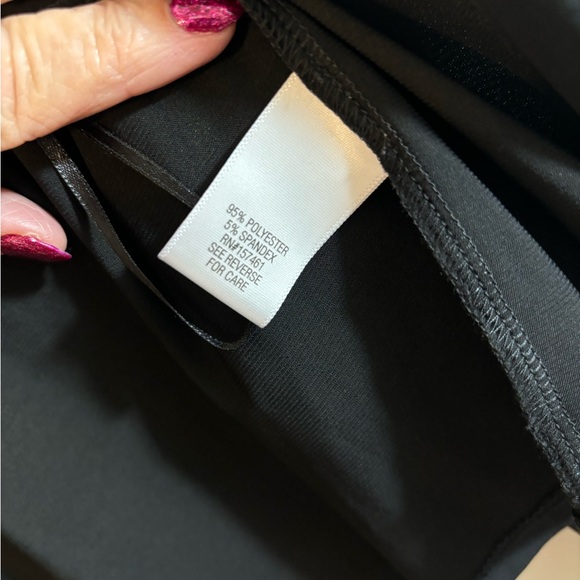 95% POLYESTER
5% SPANDEX
RN#157461
SEE REVERSE
FOR CARE